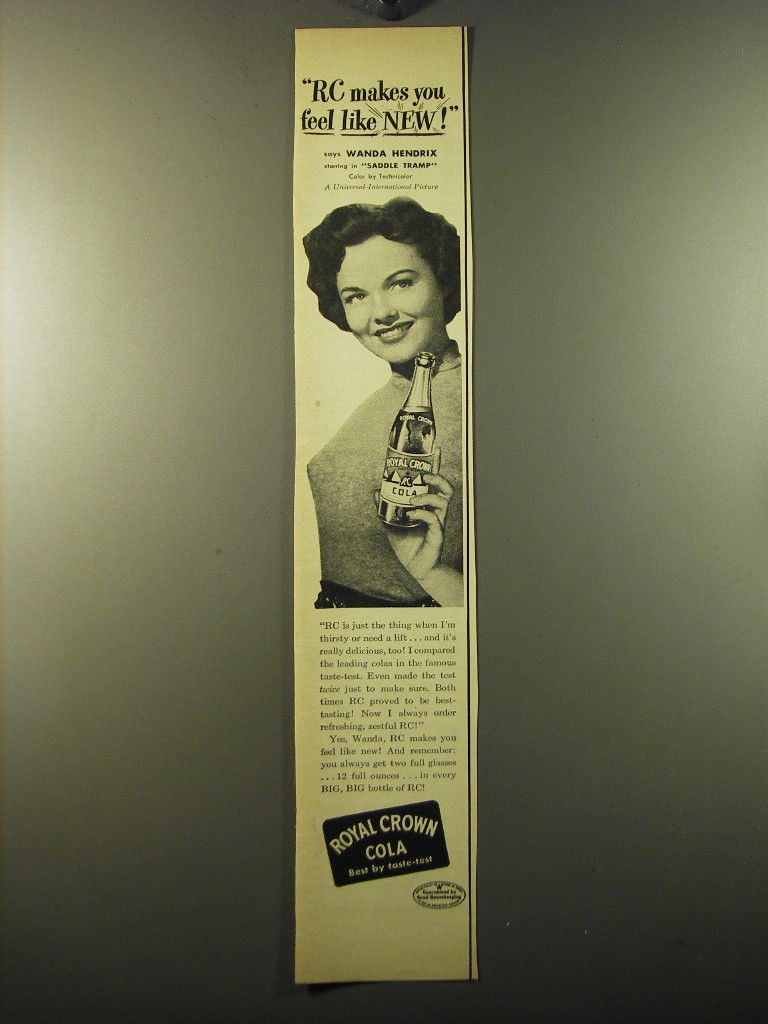 “RC makes you
feel like NEW!”
says WANDA HENDRIX
starring in “SADDLE TRAMP”
Color by Technicolor
A Universal-International Picture
ROYAL CROWN
ROYAL CROWN
RC
COLA
“RC is just the thing when I'm
thirsty or need a lift . . . and it's
really delicious, too! I compared
the leading colas in the famous
taste-test. Even made the test
twice just to make sure. Both
times RC proved to be best-
tasting! Now I always order
refreshing, zestful RC!”
Yes, Wanda, RC makes you
feel like new! And remember:
you always get two full glasses
. . . 12 full ounces . . . in every
BIG, BIG bottle of RC!
ROYAL CROWN
COLA
Best by taste-test
Guaranteed by
Good Housekeeping